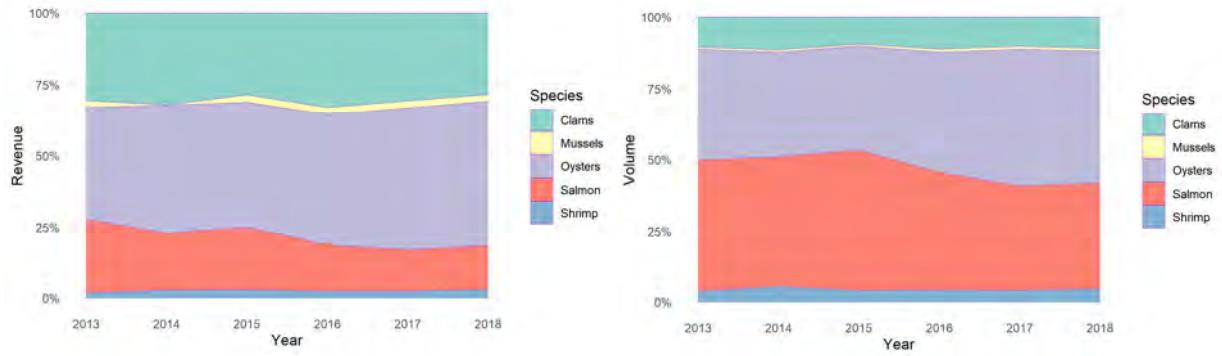 100%
75%
50%
25%
0%
Revenue
2013 2014 2015 2016 2017 2018
Year
Species
Clams
Mussels
Oysters
Salmon
Shrimp
100%
75%
50%
25%
0%
Volume
2013 2014 2015 2016 2017 2018
Year
Species
Clams
Mussels
Oysters
Salmon
Shrimp